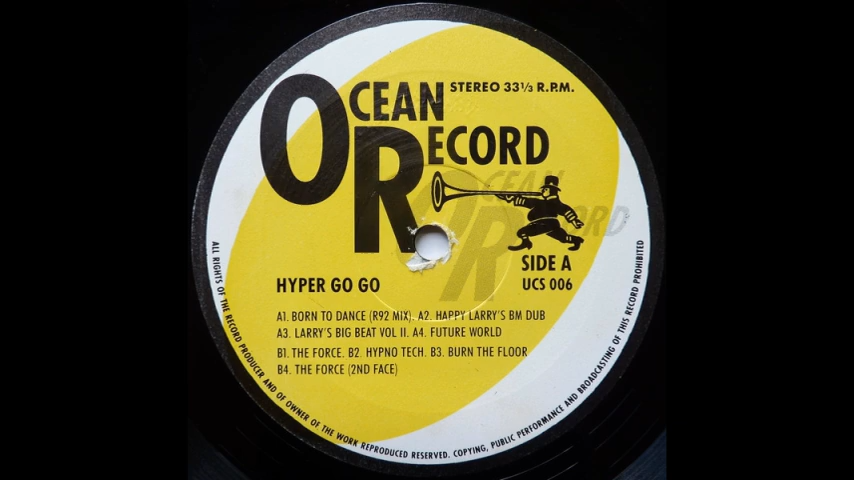 OCEAN
STEREO 33⅓ R.P.M.
RECORD
OCEAN
RECORD
SIDE A
HYPER GO GO
UCS 006
A1. BORN TO DANCE (R92 MIX). A2. HAPPY LARRY'S BM DUB
A3. LARRY'S BIG BEAT VOL II. A4. FUTURE WORLD
B1. THE FORCE. B2. HYPNO TECH. B3. BURN THE FLOOR
B4. THE FORCE (2ND FACE)
ALL RIGHTS OF THE RECORD PRODUCER AND OF OWNER OF THE WORK REPRODUCED RESERVED. COPYING, PUBLIC PERFORMANCE AND BROADCASTING OF THIS RECORD PROHIBITED